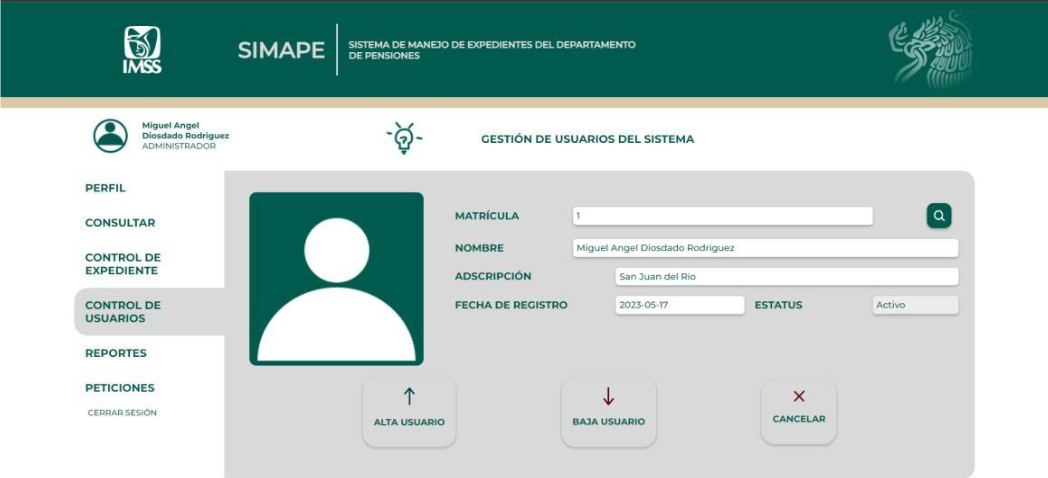 IMSS
SIMAPE
SISTEMA DE MANEJO DE EXPEDIENTES DEL DEPARTAMENTO
DE PENSIONES
Miguel Angel
Diosdado Rodriguez
ADMINISTRADOR
GESTIÓN DE USUARIOS DEL SISTEMA
PERFIL
CONSULTAR
CONTROL DE
EXPEDIENTE
CONTROL DE
USUARIOS
REPORTES
PETICIONES
CERRAR SESIÓN
MATRÍCULA 1
NOMBRE Miguel Angel Diosdado Rodriguez
ADSCRIPCIÓN San Juan del Rio
FECHA DE REGISTRO 2023-05-17 ESTATUS Activo
ALTA USUARIO BAJA USUARIO CANCELAR